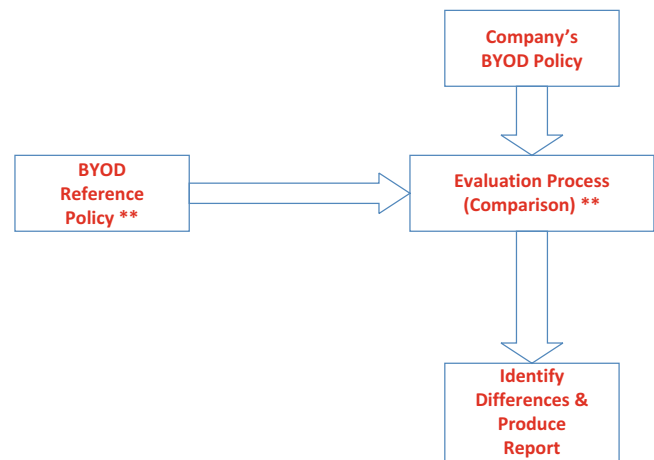 Company’s
BYOD Policy
BYOD
Reference
Policy **
Evaluation Process
(Comparison) **
Identify
Differences &
Produce
Report